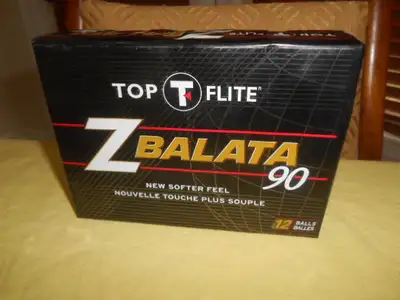 TOP T FLITE®
Z BALATA
90
NEW SOFTER FEEL
NOUVELLE TOUCHE PLUS SOUPLE
12 BALLS
BALLES